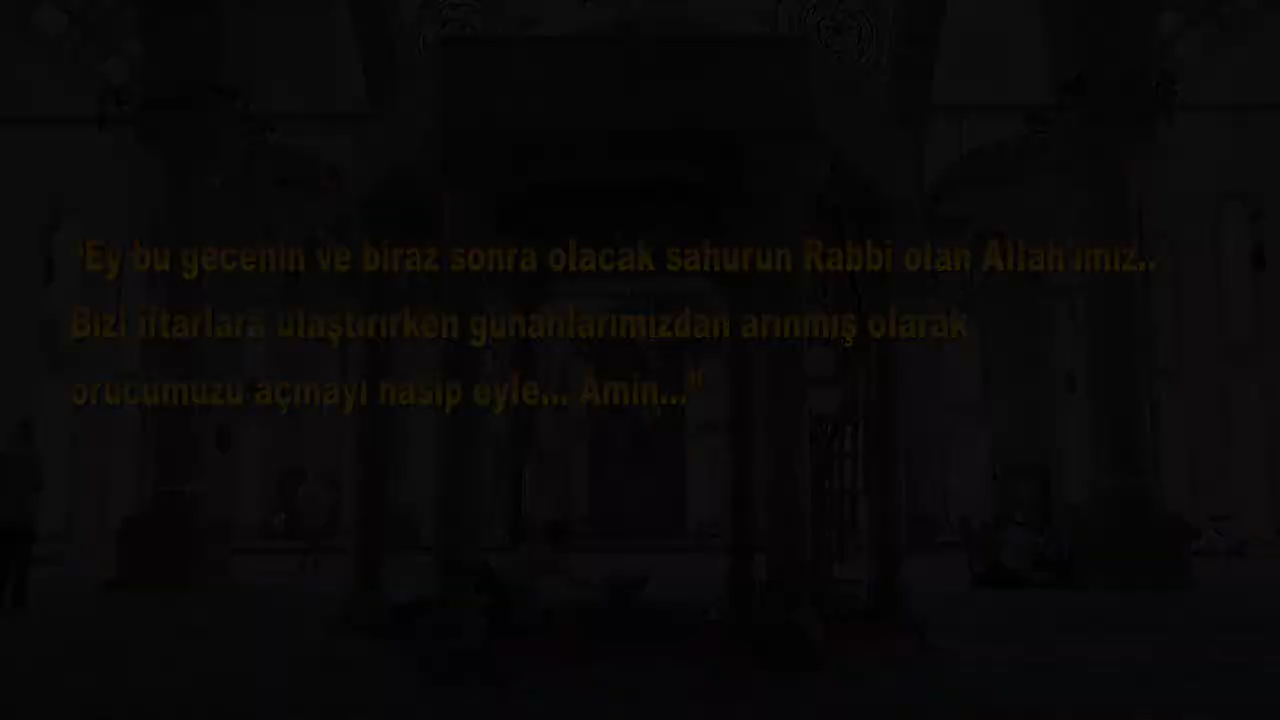 "Ey bu gecenin ve biraz sonra olacak sahurun Rabbi olan Allah'ımız..
Bizi iftarlara ulaştırırken günahlarımızdan arınmış olarak
orucumuzu açmayı nasip eyle... Amin..."